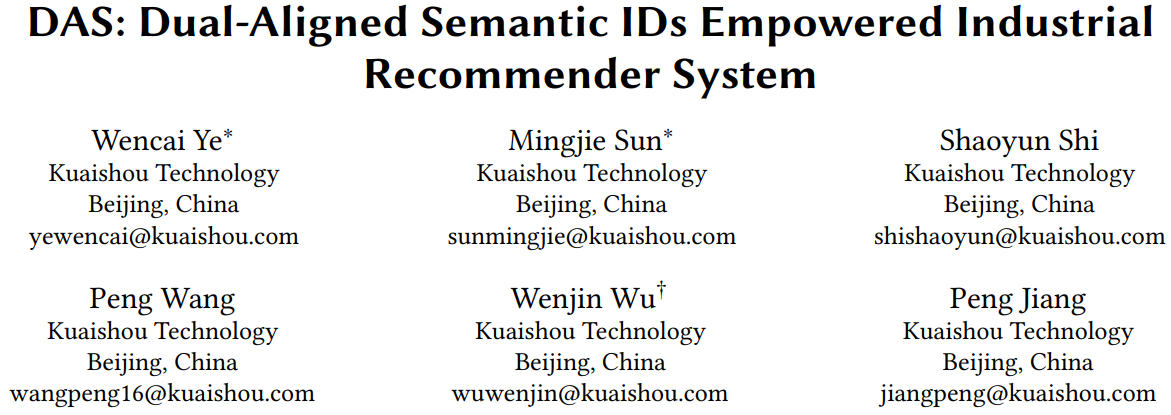 DAS: Dual-Aligned Semantic IDs Empowered Industrial
Recommender System
Wencai Ye*
Kuaishou Technology
Beijing, China
yewencai@kuaishou.com
Mingjie Sun*
Kuaishou Technology
Beijing, China
sunmingjie@kuaishou.com
Shaoyun Shi
Kuaishou Technology
Beijing, China
shishaoyun@kuaishou.com
Peng Wang
Kuaishou Technology
Beijing, China
wangpeng16@kuaishou.com
Wenjin Wu†
Kuaishou Technology
Beijing, China
wuwenjin@kuaishou.com
Peng Jiang
Kuaishou Technology
Beijing, China
jiangpeng@kuaishou.com